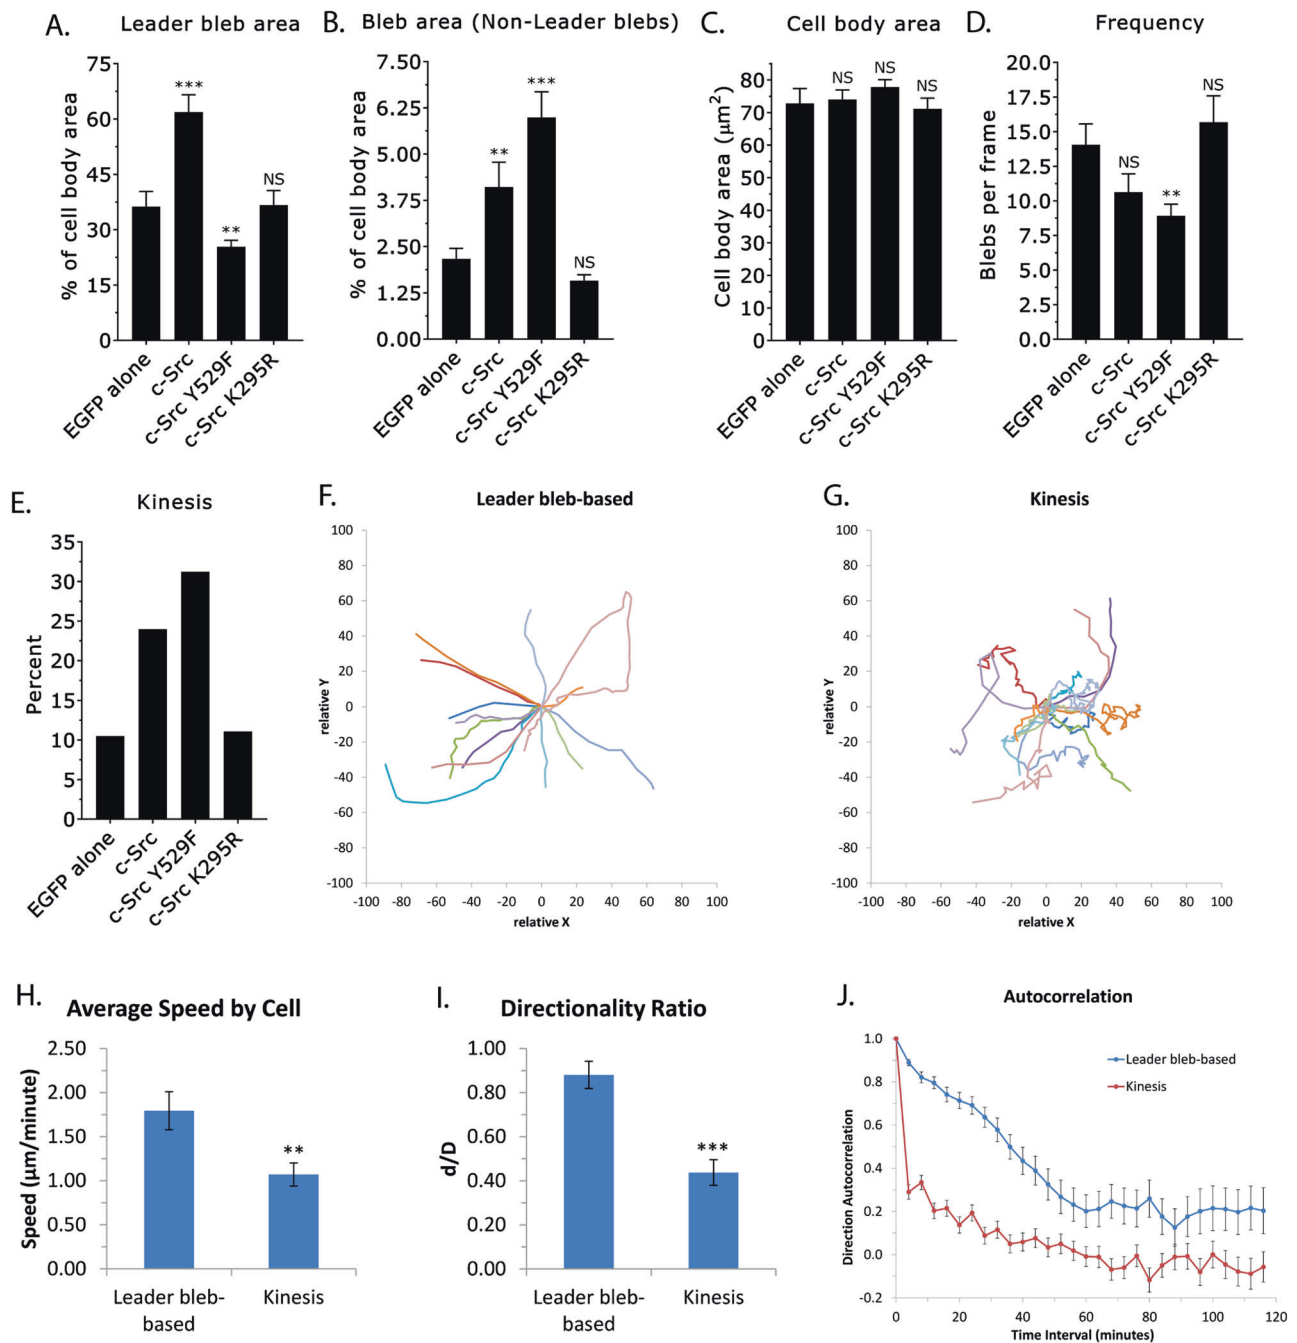 A. Leader bleb area
% of cell body area
75
60
45
30
15
0
***
**
NS
EGFP alone
c-Src
c-Src Y529F
c-Src K295R
B. Bleb area (Non-Leader blebs)
% of cell body area
7.50
6.25
5.00
3.75
2.50
1.25
0.00
**
***
NS
EGFP alone
c-Src
c-Src Y529F
c-Src K295R
C. Cell body area
Cell body area (μm²)
80
70
60
50
40
30
20
10
0
NS
NS
NS
EGFP alone
c-Src
c-Src Y529F
c-Src K295R
D. Frequency
Blebs per frame
20.0
17.5
15.0
12.5
10.0
7.5
5.0
2.5
0.0
NS
**
NS
EGFP alone
c-Src
c-Src Y529F
c-Src K295R
E. Kinesis
Percent
35
30
25
20
15
10
5
0
EGFP alone
c-Src
c-Src Y529F
c-Src K295R
F. Leader bleb-based
relative Y
100
80
60
40
20
0
-20
-40
-60
-80
-100
-100 -80 -60 -40 -20 0 20 40 60 80 100
relative X
G. Kinesis
relative Y
100
80
60
40
20
0
-20
-40
-60
-80
-100
-100 -80 -60 -40 -20 0 20 40 60 80 100
relative X
H. Average Speed by Cell
Speed (μm/minute)
2.50
2.00
1.50
1.00
0.50
0.00
**
Leader bleb-
based
Kinesis
I. Directionality Ratio
d/D
1.00
0.80
0.60
0.40
0.20
0.00
***
Leader bleb-
based
Kinesis
J. Autocorrelation
Direction Autocorrelation
1.0
0.8
0.6
0.4
0.2
0.0
-0.2
Leader bleb-based
Kinesis
0 20 40 60 80 100 120
Time Interval (minutes)